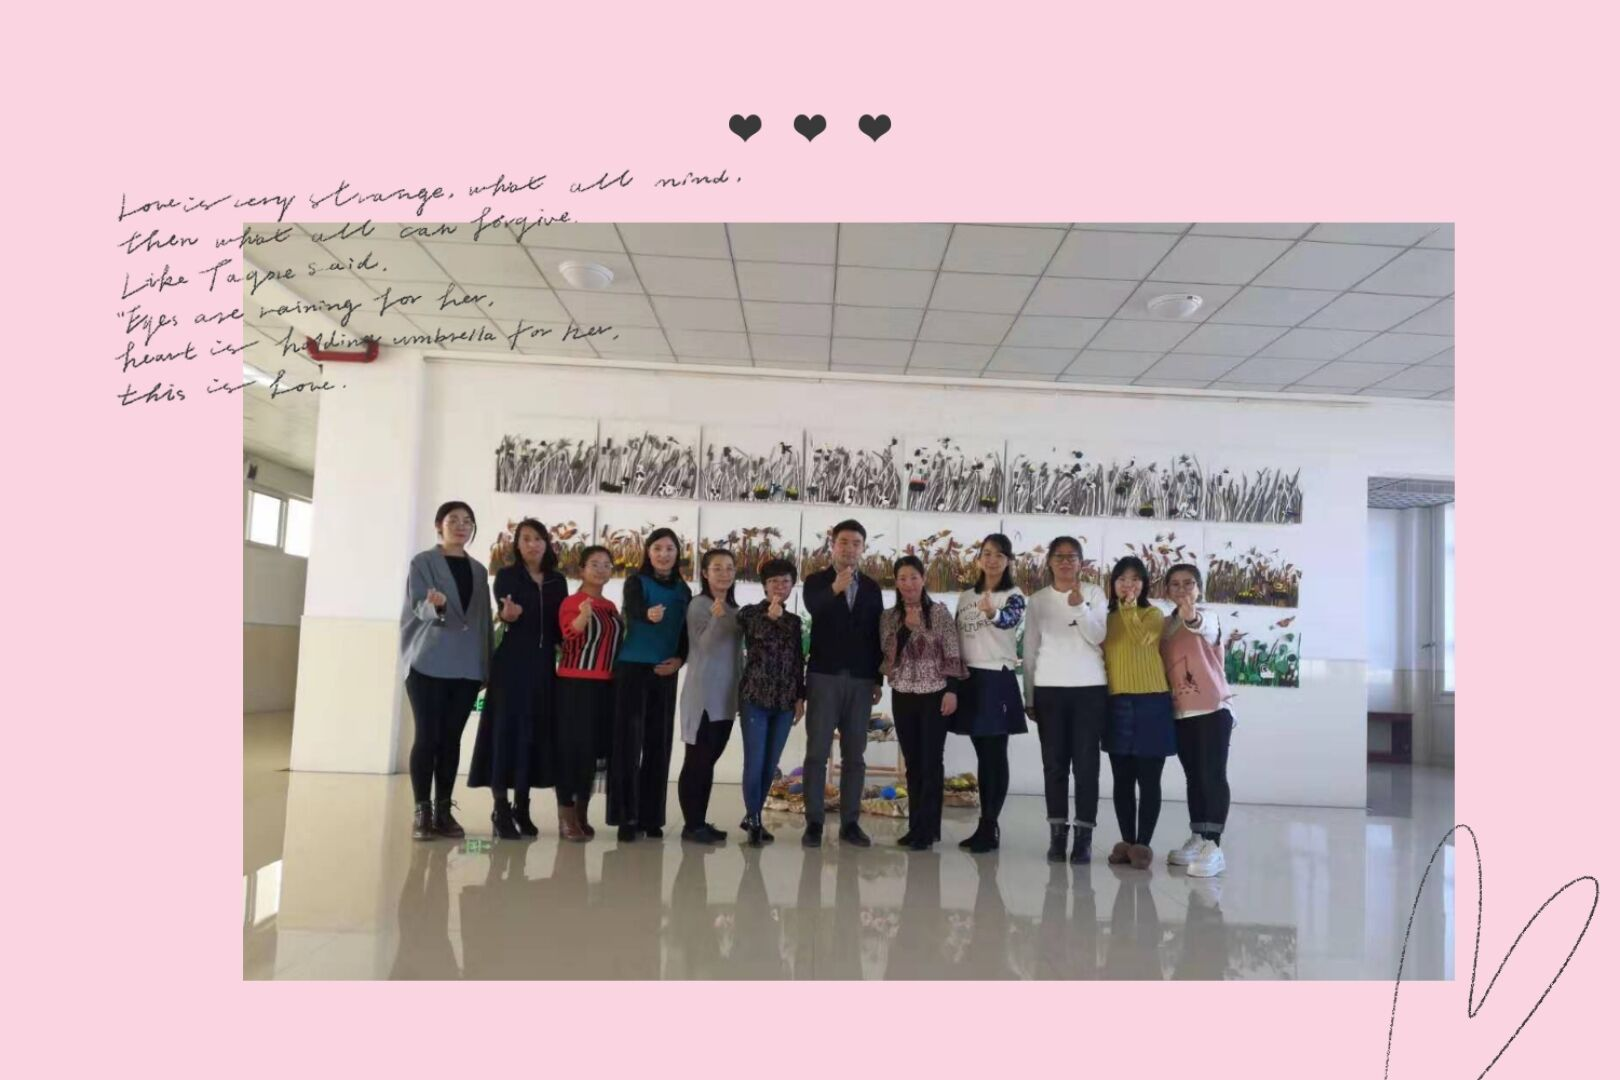 Love is very strange, what all mind,
then what all can forgive.
Like Tagore said,
"Eyes are raining for her,
heart is holding umbrella for her,
this is Love.
ULTURE